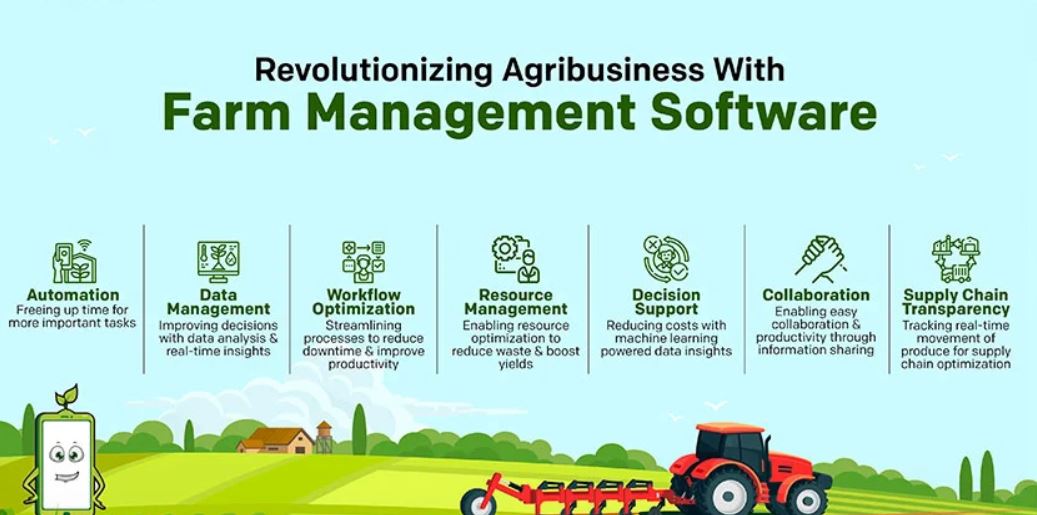 Revolutionizing Agribusiness With
Farm Management Software
Automation
Freeing up time for
more important tasks
Data
Management
Improving decisions
with data analysis &
real-time insights
Workflow
Optimization
Streamlining
processes to reduce
downtime & improve
productivity
Resource
Management
Enabling resource
optimization to
reduce waste & boost
yields
Decision
Support
Reducing costs with
machine learning
powered data insights
Collaboration
Enabling easy
collaboration &
productivity through
information sharing
Supply Chain
Transparency
Tracking real-time
movement of
produce for supply
chain optimization